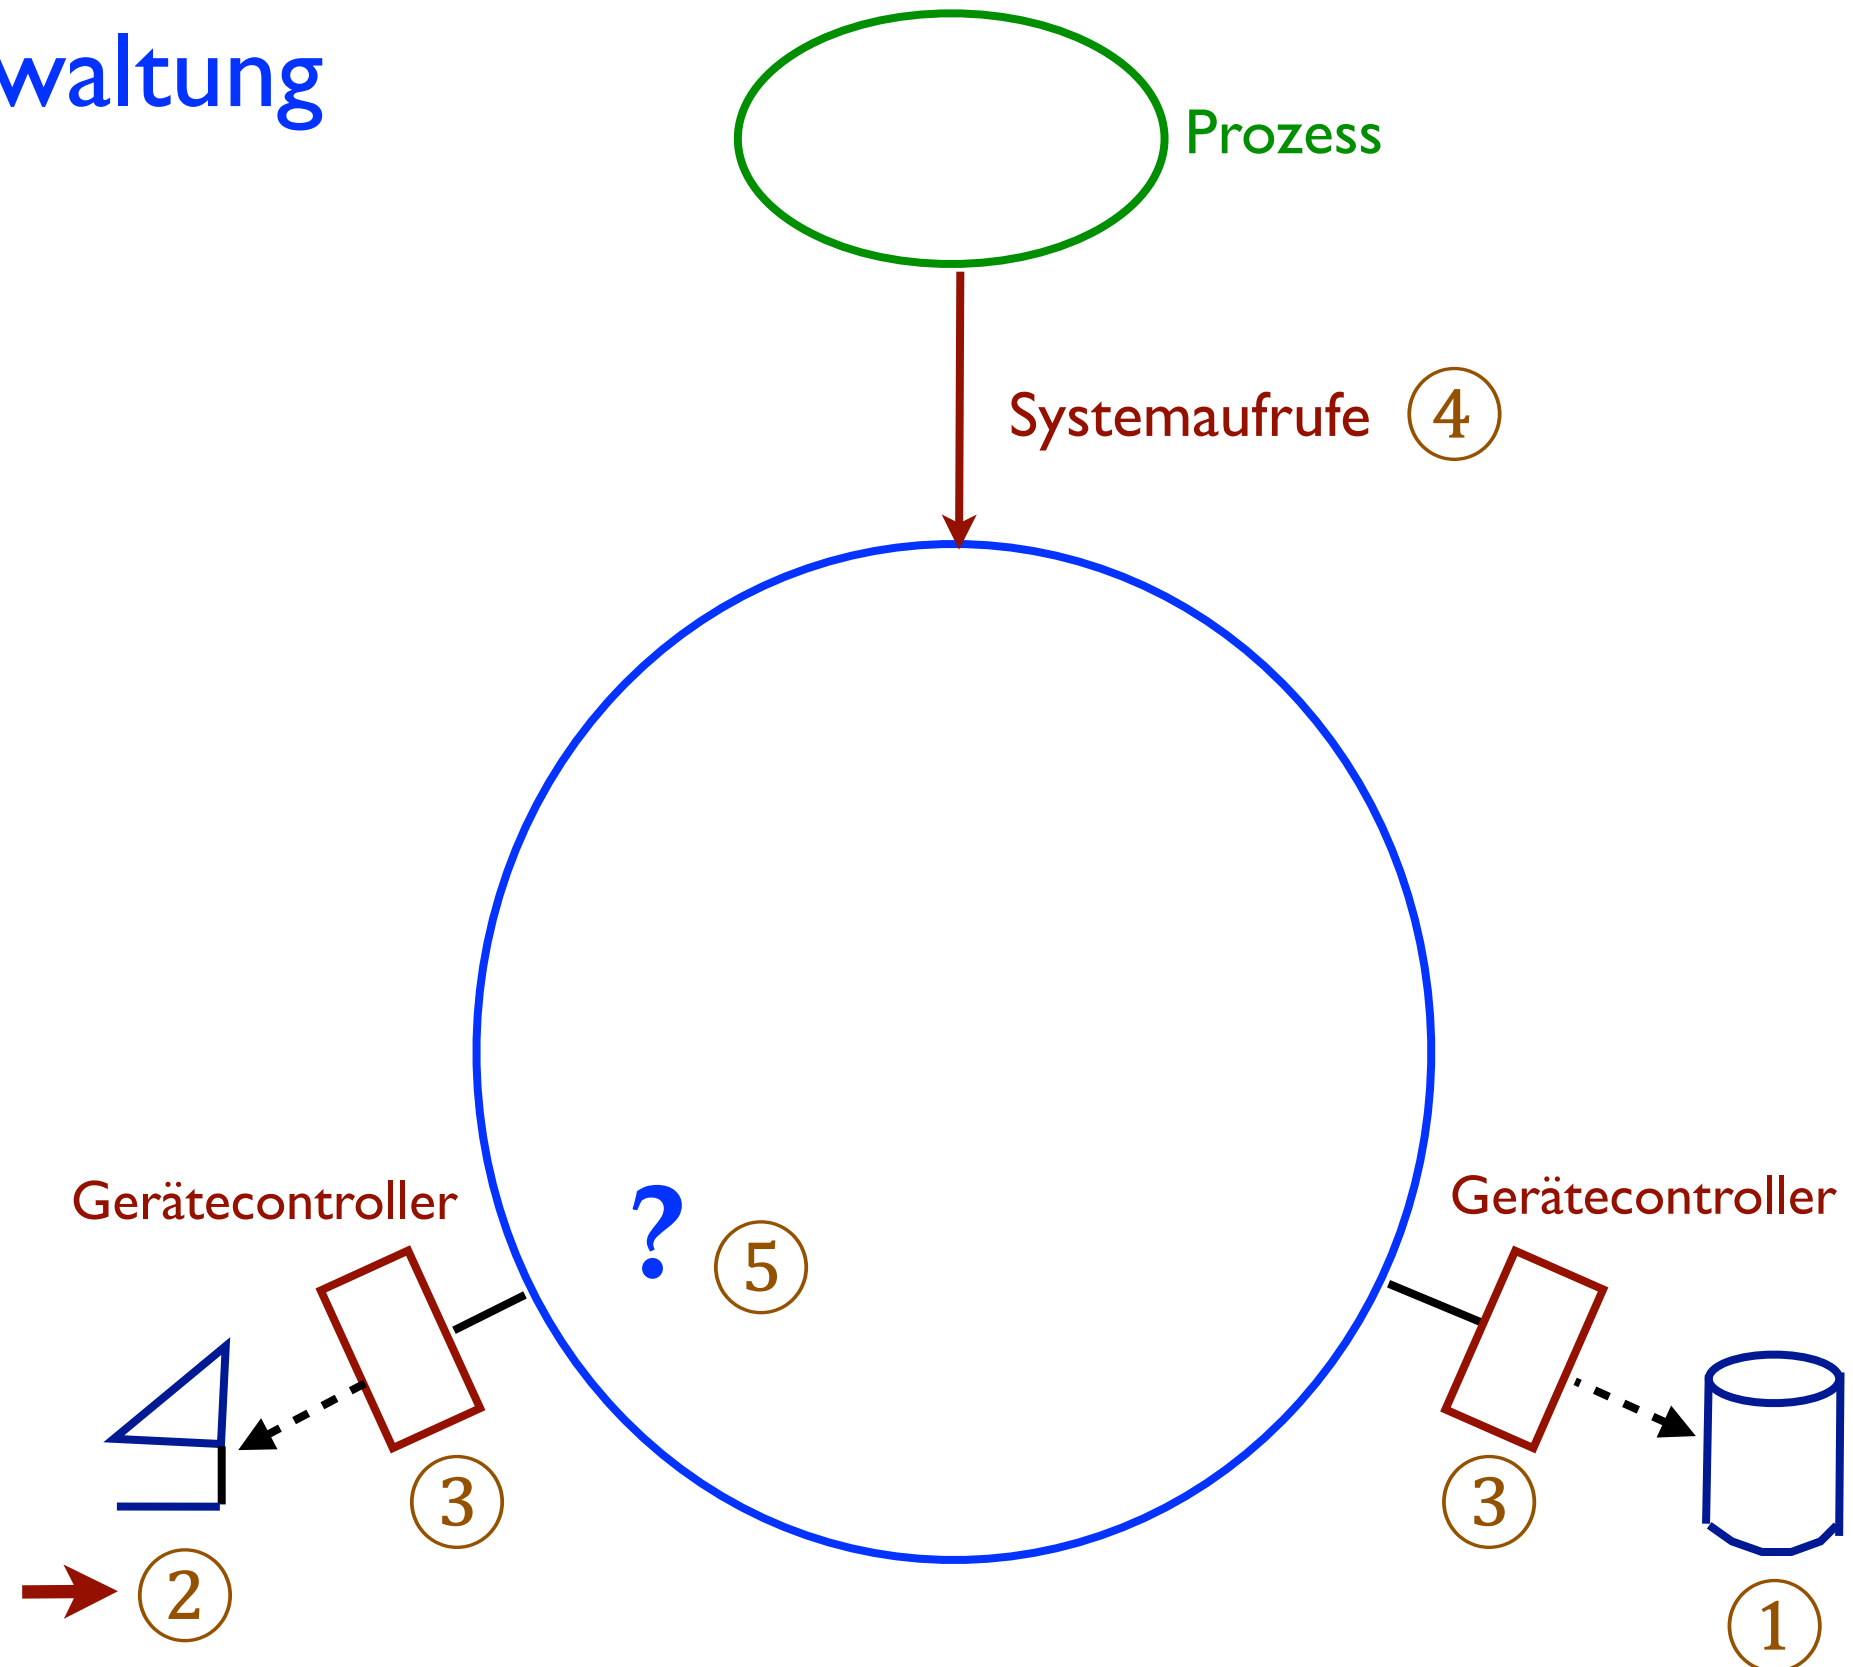 waltung
Prozess
Systemaufrufe ④
Gerätecontroller
Gerätecontroller
? ⑤
③
③
②
①